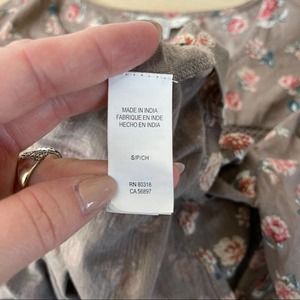 MADE IN INDIA
FABRIQUE EN INDE
HECHO EN INDIA
S/P/CH
RN 80318
CA 56897